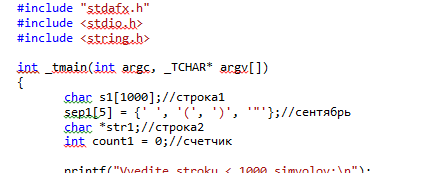 #include "stdafx.h"
#include <stdio.h>
#include <string.h>
int _tmain(int argc, _TCHAR* argv[])
{
char s1[1000];//строка1
sep1[5] = {' ', '(', ')', '"'};//сентябрь
char *str1;//строка2
int count1 = 0;//счетчик
printf("Vvedite stroku < 1000 simvolov:\n");